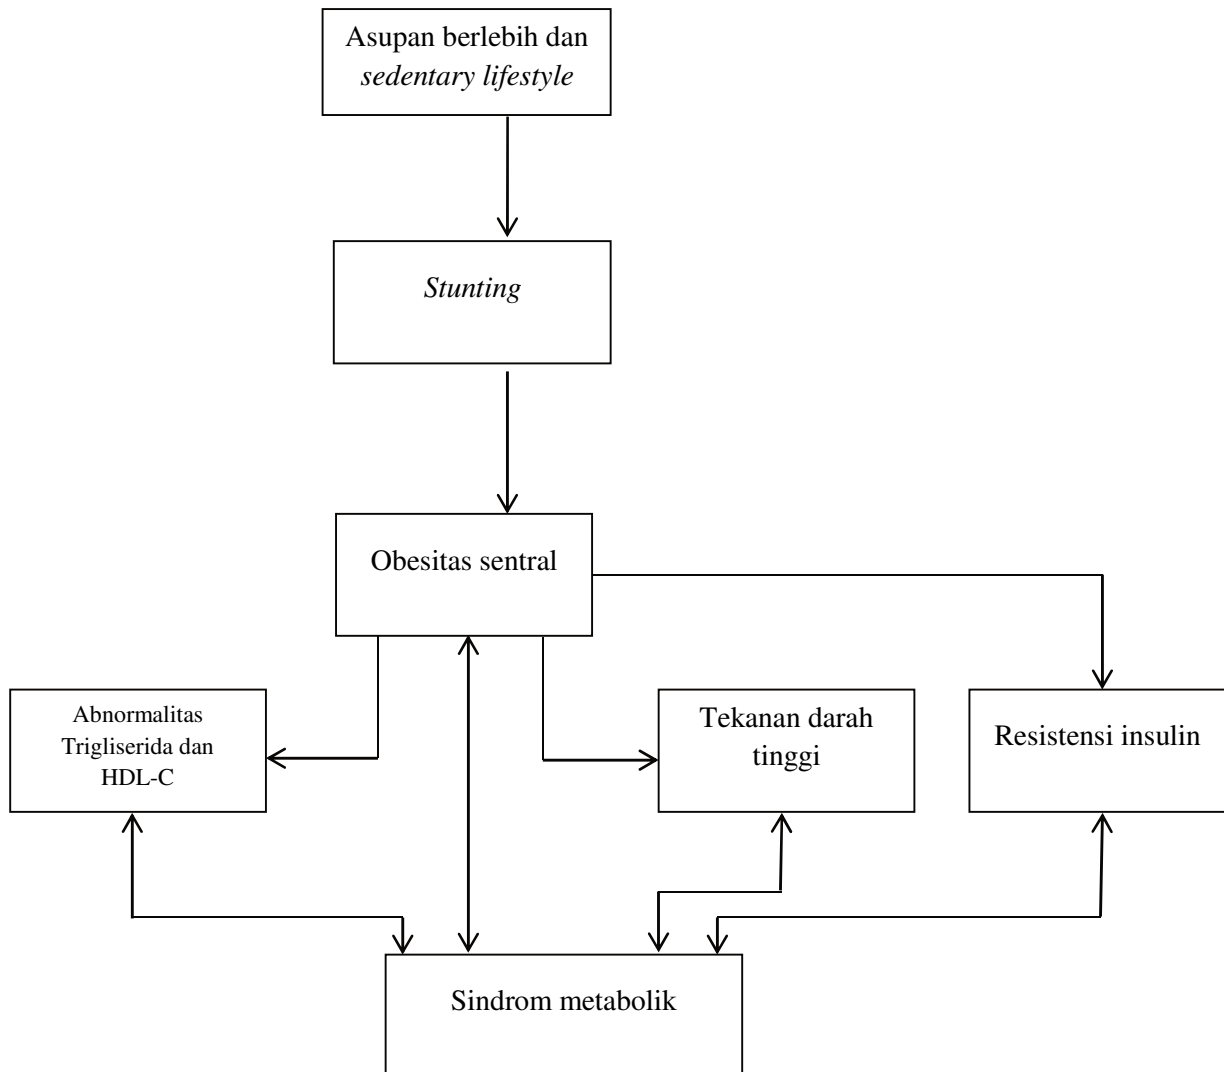 Asupan berlebih dan
sedentary lifestyle
Stunting
Obesitas sentral
Abnormalitas
Trigliserida dan
HDL-C
Tekanan darah
tinggi
Resistensi insulin
Sindrom metabolik